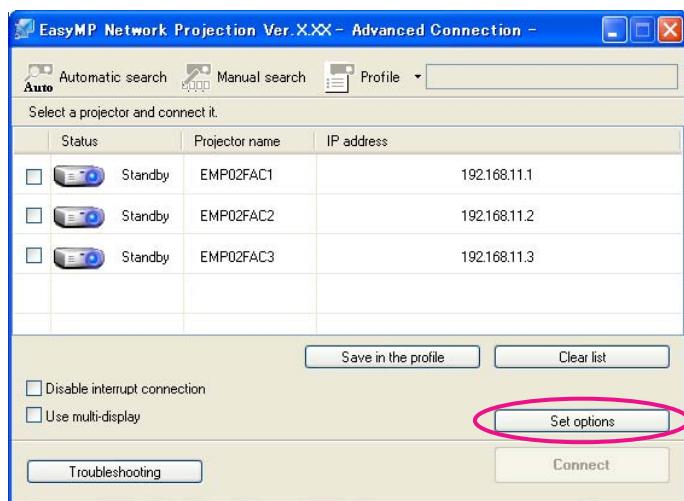 EasyMP Network Projection Ver.X.XX - Advanced Connection -
Auto Automatic search Manual search Profile
Select a projector and connect it.
Status Projector name IP address
Standby EMP02FAC1 192.168.11.1
Standby EMP02FAC2 192.168.11.2
Standby EMP02FAC3 192.168.11.3
Save in the profile Clear list
Disable interrupt connection
Use multi-display Set options
Troubleshooting Connect